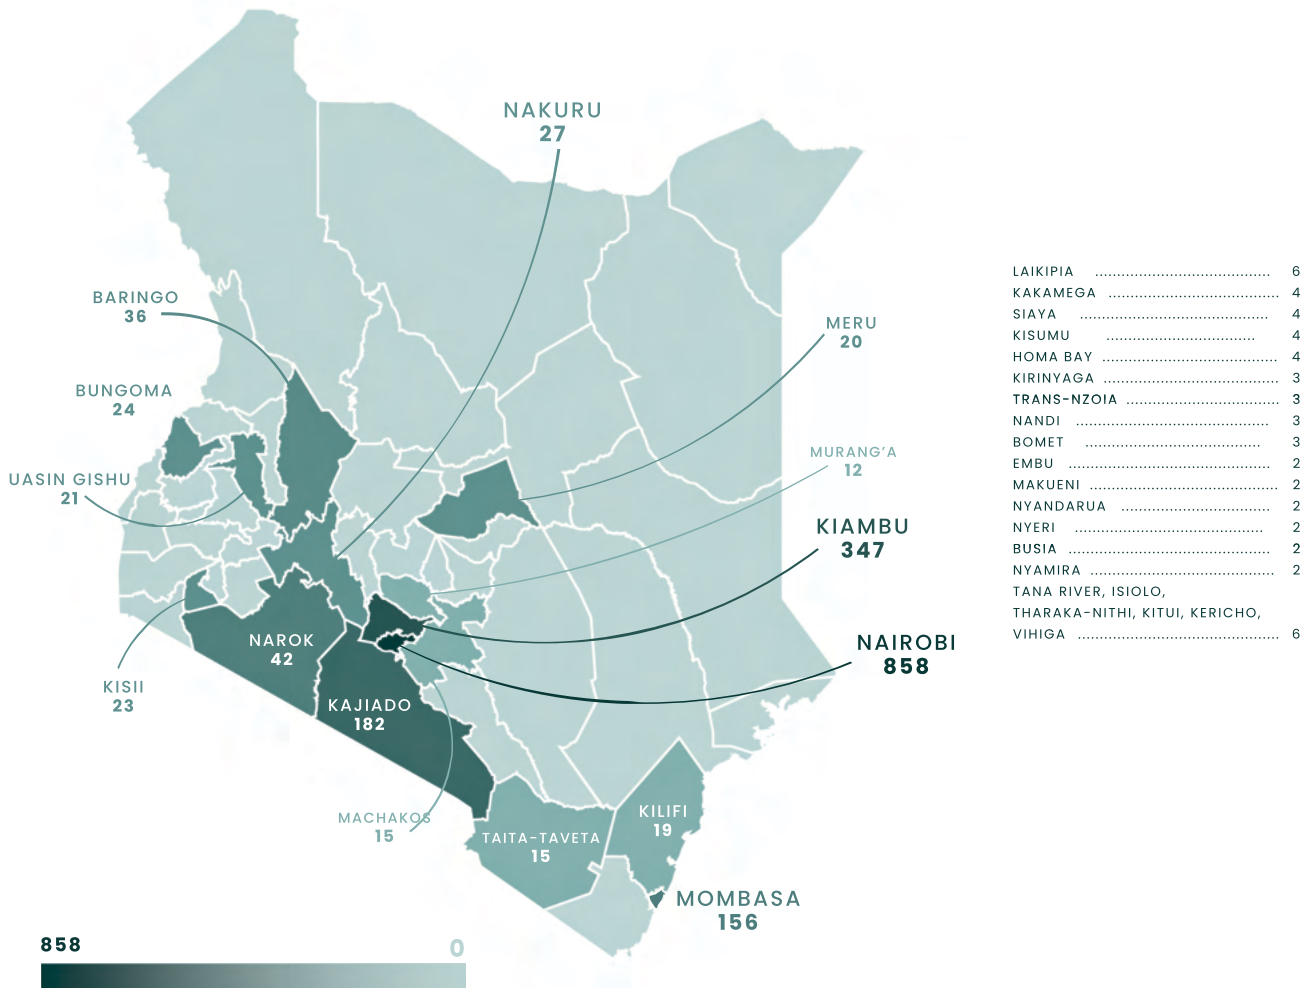 NAKURU
27
BARINGO
36
MERU
20
BUNGOMA
24
MURANG'A
12
UASIN GISHU
21
KIAMBU
347
NAROK
42
NAIROBI
858
KISII
23
KAJIADO
182
MACHAKOS
15
KILIFI
19
TAITA-TAVETA
15
MOMBASA
156
858 0
LAIKIPIA ........................................ 6
KAKAMEGA ....................................... 4
SIAYA ........................................... 4
KISUMU .................................. 4
HOMA BAY ........................................ 4
KIRINYAGA ........................................ 3
TRANS-NZOIA ................................... 3
NANDI ............................................ 3
BOMET ........................................ 3
EMBU .............................................. 2
MAKUENI ........................................... 2
NYANDARUA .................................. 2
NYERI ........................................... 2
BUSIA .............................................. 2
NYAMIRA .......................................... 2
TANA RIVER, ISIOLO,
THARAKA-NITHI, KITUI, KERICHO,
VIHIGA .............................................. 6